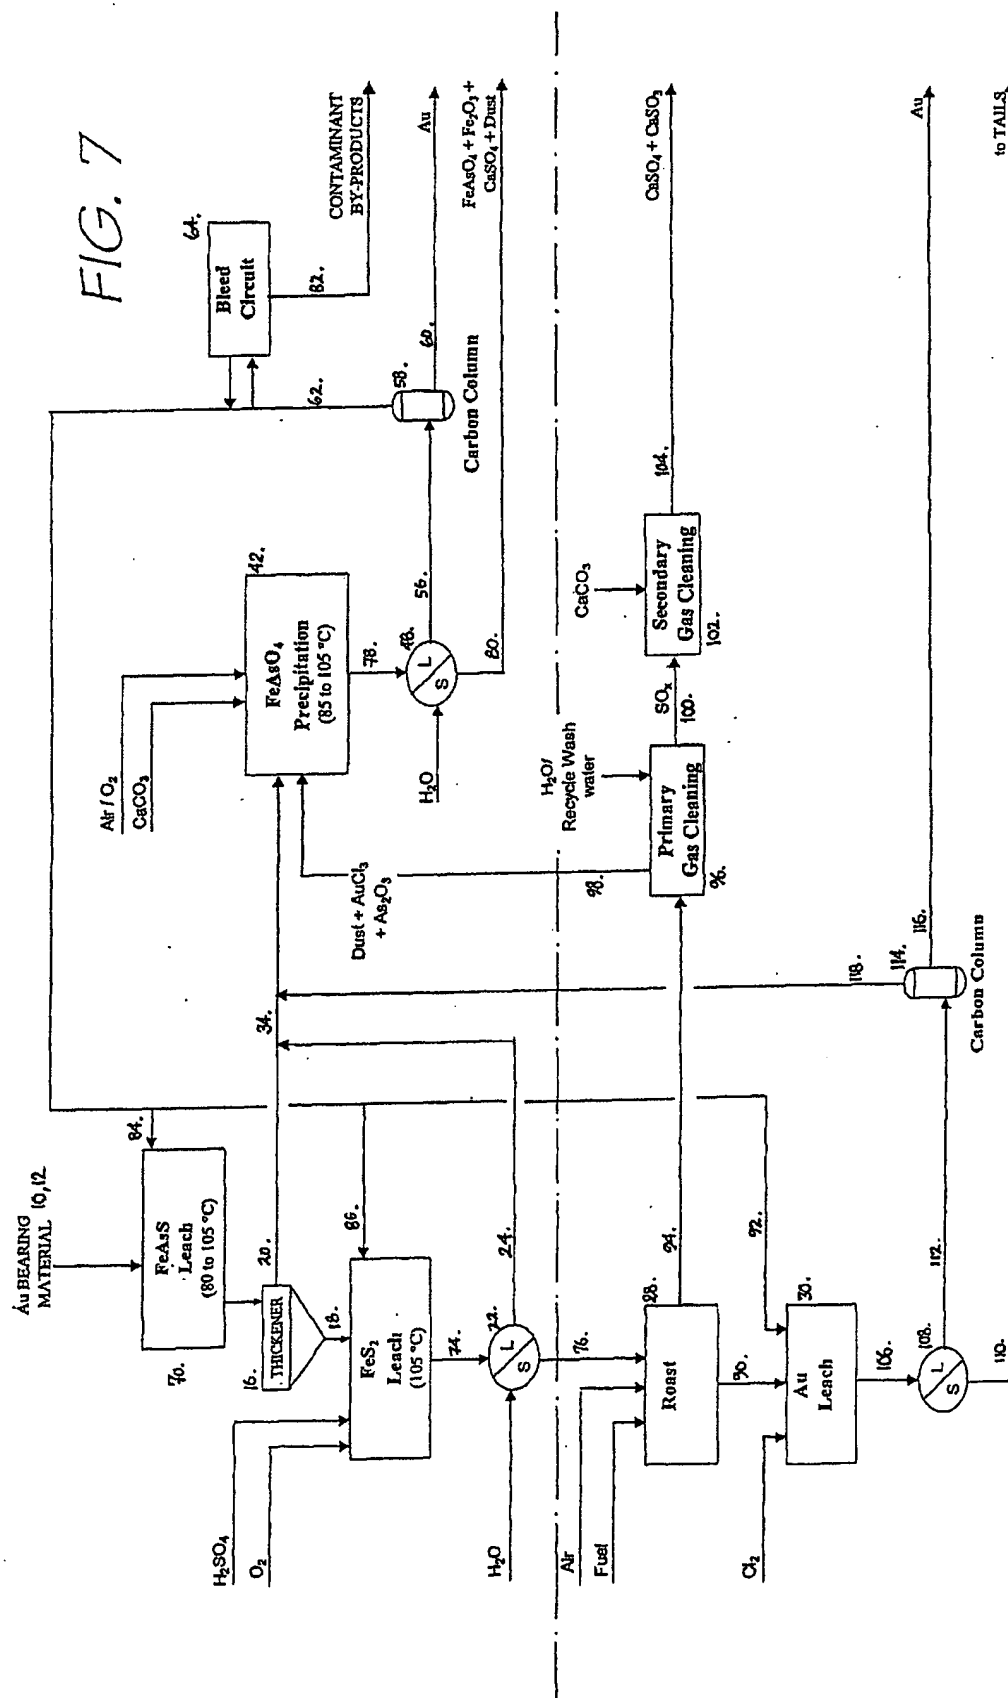 FIG. 7
Au BEARING
MATERIAL 10,12
84.
FeAsS
Leach
(80 to 105 °C)
70.
THICKENER
16.
18.
20.
34.
H₂SO₄
O₂
86.
FeS₂
Leach
(105 °C)
74.
22.
L
S
24.
H₂O
76.
Air / O₂
CaCO₃
42.
FeAsO₄
Precipitation
(85 to 105 °C)
78.
48.
L
S
H₂O
56.
80.
64.
Bleed
Circuit
82.
CONTAMINANT
BY-PRODUCTS
62.
58.
60.
Au
Carbon Column
FeAsO₄ + Fe₂O₃ +
CaSO₄ + Dust
Dust + AuCl₃
+ As₂O₃
98.
H₂O/
Recycle Wash
water
Primary
Gas Cleaning
96.
SOₓ
100.
CaCO₃
Secondary
Gas Cleaning
102.
104.
CaSO₄ + CaSO₃
Air
Fuel
28.
Roast
94.
90.
92.
Cl₂
30.
Au
Leach
106.
108.
L
S
110.
112.
118.
114.
116.
Au
Carbon Column
to TAILS